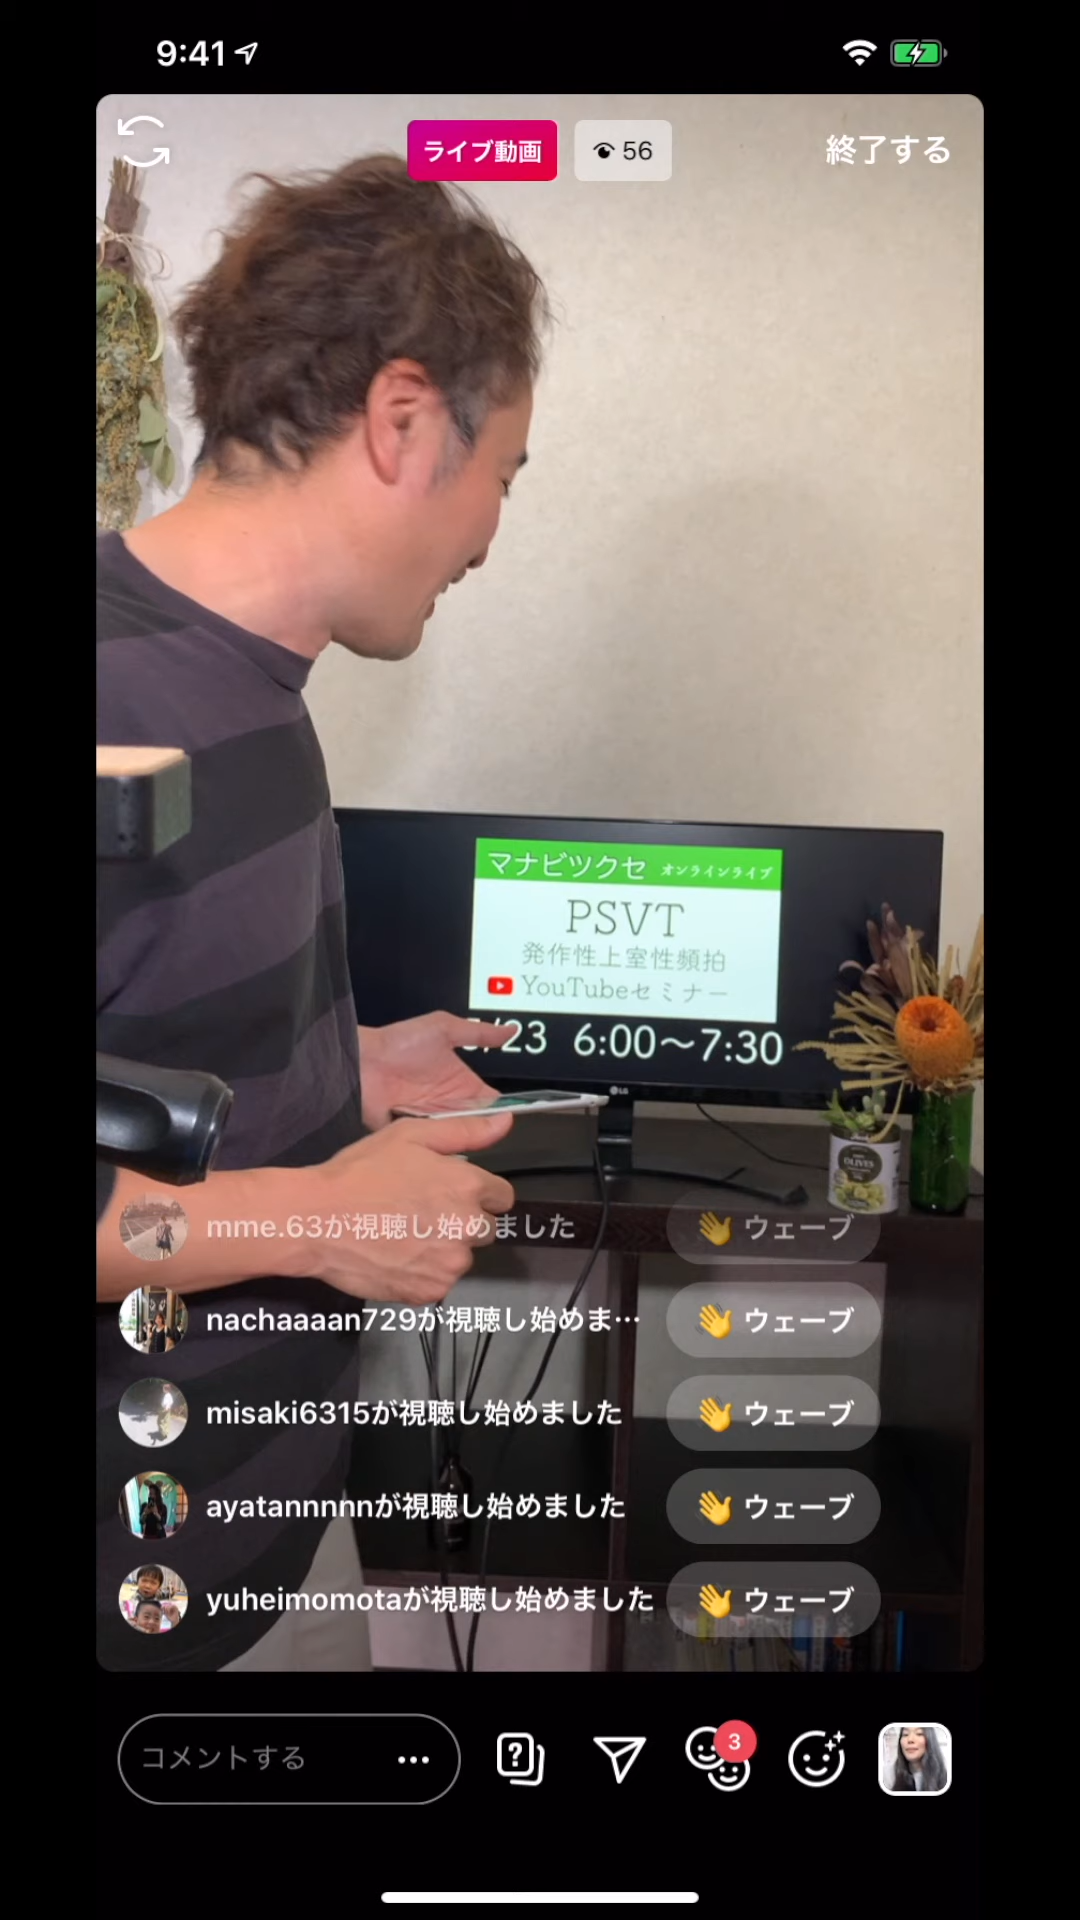 9:41
ライブ動画
56
終了する
マナビツクセ オンラインライブ
PSVT
発作性上室性頻拍
YouTubeセミナー
/23 6:00〜7:30
LG
OLIVES
mme.63が視聴し始めました
ウェーブ
nachaaaan729が視聴し始めま…
ウェーブ
misaki6315が視聴し始めました
ウェーブ
ayatannnnnが視聴し始めました
ウェーブ
yuheimomotaが視聴し始めました
ウェーブ
コメントする
3